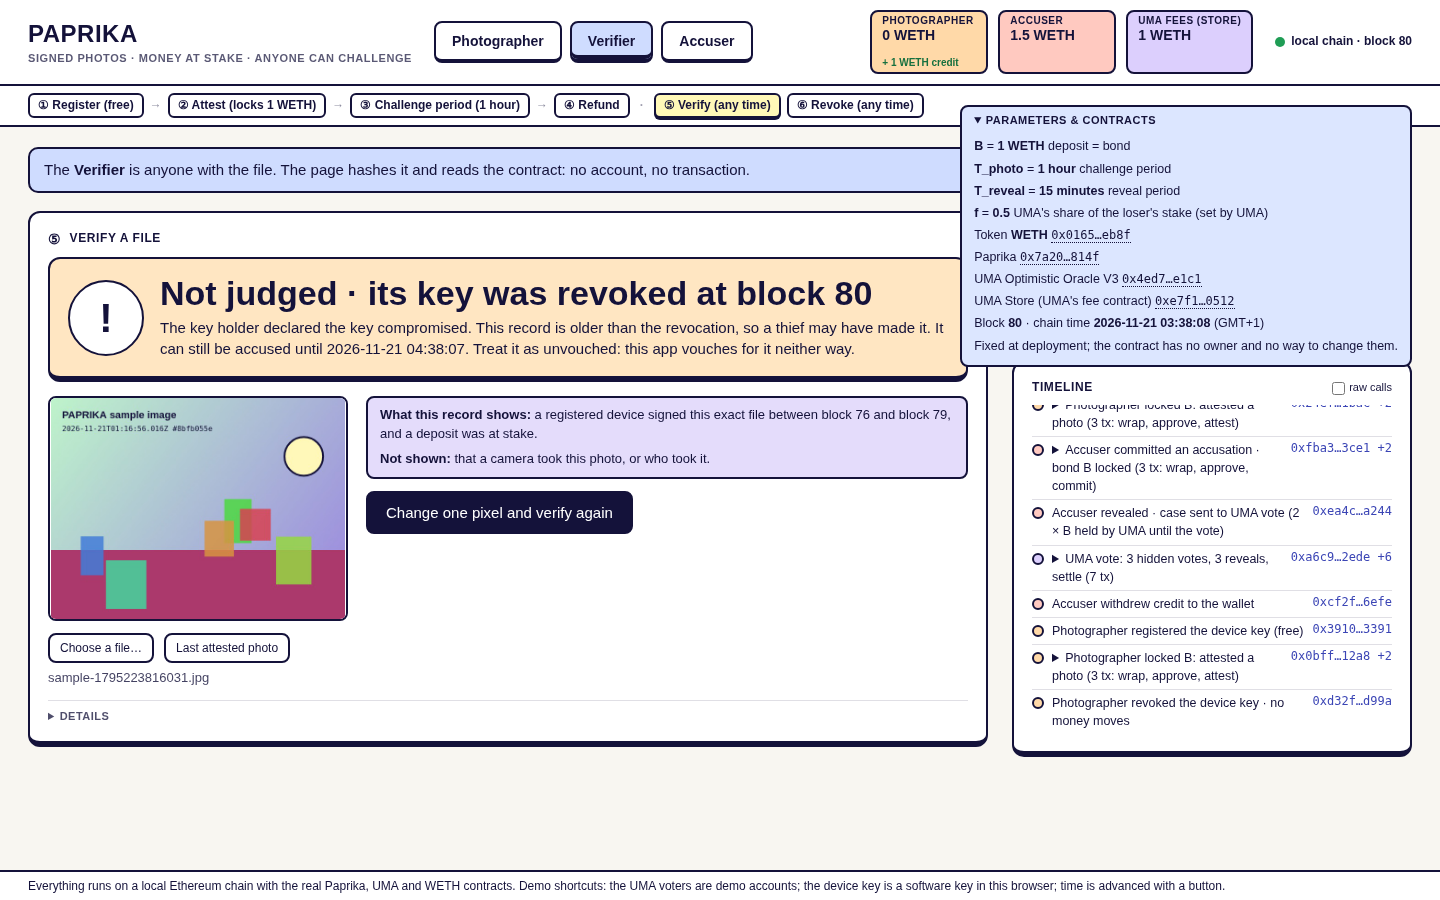 PAPRIKA
SIGNED PHOTOS · MONEY AT STAKE · ANYONE CAN CHALLENGE
Photographer
Verifier
Accuser
PHOTOGRAPHER
0 WETH
+ 1 WETH credit
ACCUSER
1.5 WETH
UMA FEES (STORE)
1 WETH
local chain · block 80
① Register (free) → ② Attest (locks 1 WETH) → ③ Challenge period (1 hour) → ④ Refund · ⑤ Verify (any time) ⑥ Revoke (any time)
▼ PARAMETERS & CONTRACTS
B = 1 WETH deposit = bond
T_photo = 1 hour challenge period
T_reveal = 15 minutes reveal period
f = 0.5 UMA's share of the loser's stake (set by UMA)
Token WETH 0x0165…eb8f
Paprika 0x7a20…814f
UMA Optimistic Oracle V3 0x4ed7…e1c1
UMA Store (UMA's fee contract) 0xe7f1…0512
Block 80 · chain time 2026-11-21 03:38:08 (GMT+1)
Fixed at deployment; the contract has no owner and no way to change them.
The Verifier is anyone with the file. The page hashes it and reads the contract: no account, no transaction.
⑤ VERIFY A FILE
!
Not judged · its key was revoked at block 80
The key holder declared the key compromised. This record is older than the revocation, so a thief may have made it. It
can still be accused until 2026-11-21 04:38:07. Treat it as unvouched: this app vouches for it neither way.
PAPRIKA sample image
2026-11-21T01:16:56.016Z #8bfb055e
What this record shows: a registered device signed this exact file between block 76 and block 79,
and a deposit was at stake.
Not shown: that a camera took this photo, or who took it.
Change one pixel and verify again
Choose a file…
Last attested photo
sample-1795223816031.jpg
▶ DETAILS
TIMELINE
raw calls
▶ Photographer locked B: attested a
photo (3 tx: wrap, approve, attest)
▶ Accuser committed an accusation · 0xfba3…3ce1 +2
bond B locked (3 tx: wrap, approve,
commit)
Accuser revealed · case sent to UMA vote (2 0xea4c…a244
× B held by UMA until the vote)
▶ UMA vote: 3 hidden votes, 3 reveals, 0xa6c9…2ede +6
settle (7 tx)
Accuser withdrew credit to the wallet 0xcf2f…6efe
Photographer registered the device key (free) 0x3910…3391
▶ Photographer locked B: attested a 0x0bff…12a8 +2
photo (3 tx: wrap, approve, attest)
Photographer revoked the device key · no 0xd32f…d99a
money moves
Everything runs on a local Ethereum chain with the real Paprika, UMA and WETH contracts. Demo shortcuts: the UMA voters are demo accounts; the device key is a software key in this browser; time is advanced with a button.